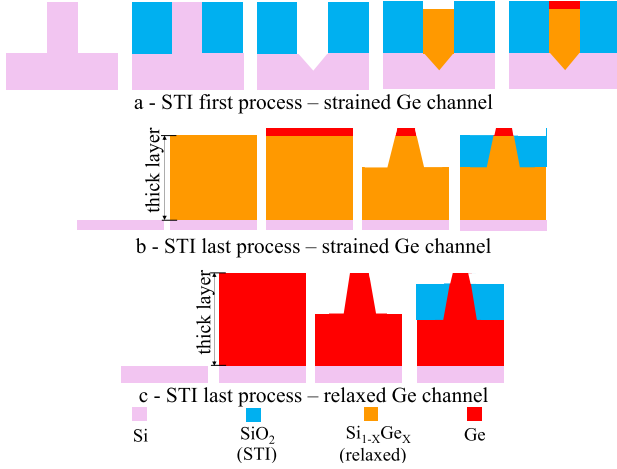 a - STI first process – strained Ge channel
thick layer
b - STI last process – strained Ge channel
thick layer
c - STI last process – relaxed Ge channel
Si
SiO2
(STI)
Si1-XGeX
(relaxed)
Ge